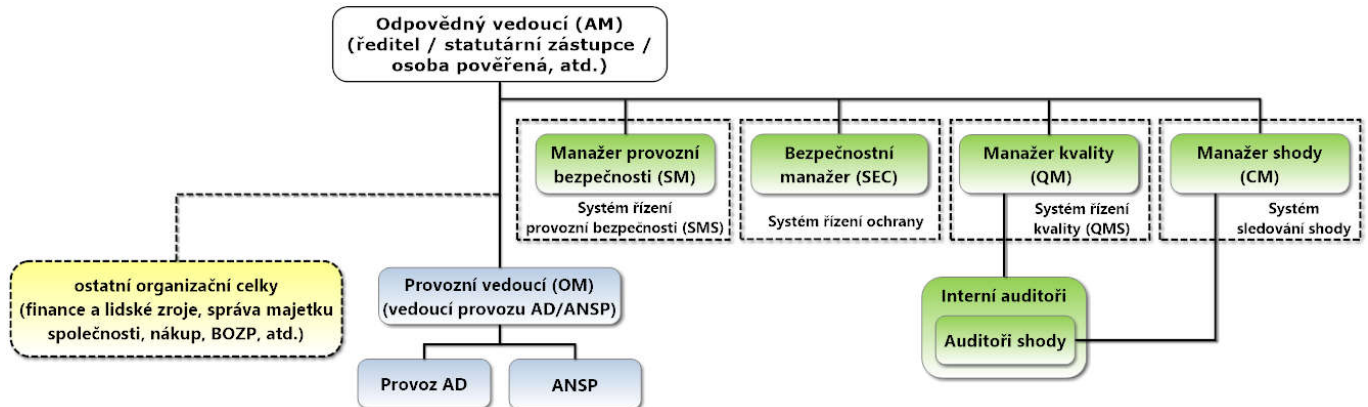 Odpovědný vedoucí (AM)
(ředitel / statutární zástupce /
osoba pověřená, atd.)
Manažer provozní
bezpečnosti (SM)
Systém řízení
provozní bezpečnosti (SMS)
Bezpečnostní
manažer (SEC)
Systém řízení ochrany
Manažer kvality
(QM)
Systém řízení
kvality (QMS)
Manažer shody
(CM)
Systém
sledování shody
ostatní organizační celky
(finance a lidské zroje, správa majetku
společnosti, nákup, BOZP, atd.)
Provozní vedoucí (OM)
(vedoucí provozu AD/ANSP)
Interní auditoři
Auditoři shody
Provoz AD
ANSP